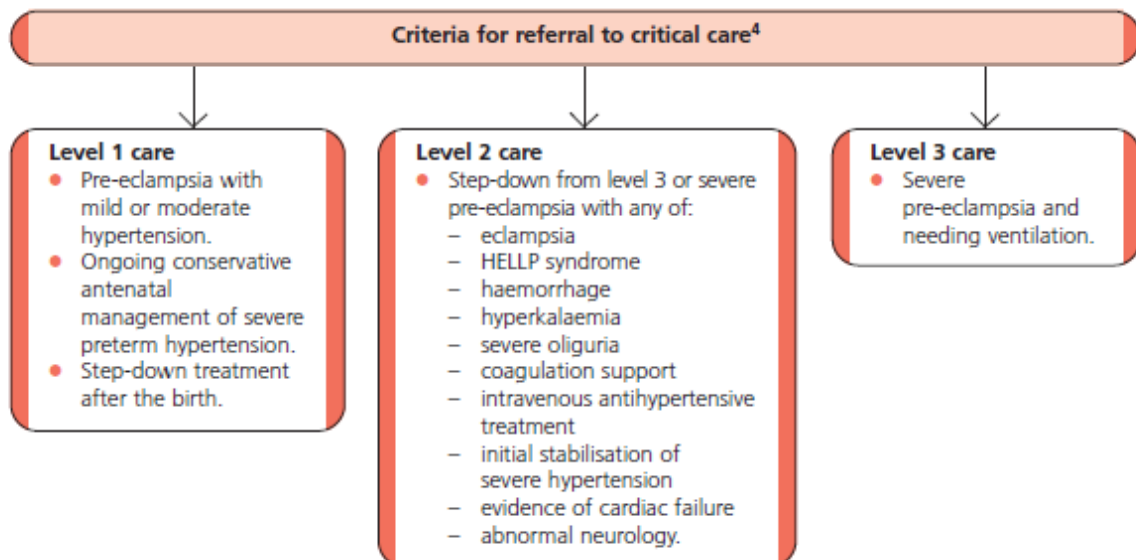 Criteria for referral to critical care⁴
Level 1 care
● Pre-eclampsia with
mild or moderate
hypertension.
● Ongoing conservative
antenatal
management of severe
preterm hypertension.
● Step-down treatment
after the birth.
Level 2 care
● Step-down from level 3 or severe
pre-eclampsia with any of:
– eclampsia
– HELLP syndrome
– haemorrhage
– hyperkalaemia
– severe oliguria
– coagulation support
– intravenous antihypertensive
treatment
– initial stabilisation of
severe hypertension
– evidence of cardiac failure
– abnormal neurology.
Level 3 care
● Severe
pre-eclampsia and
needing ventilation.